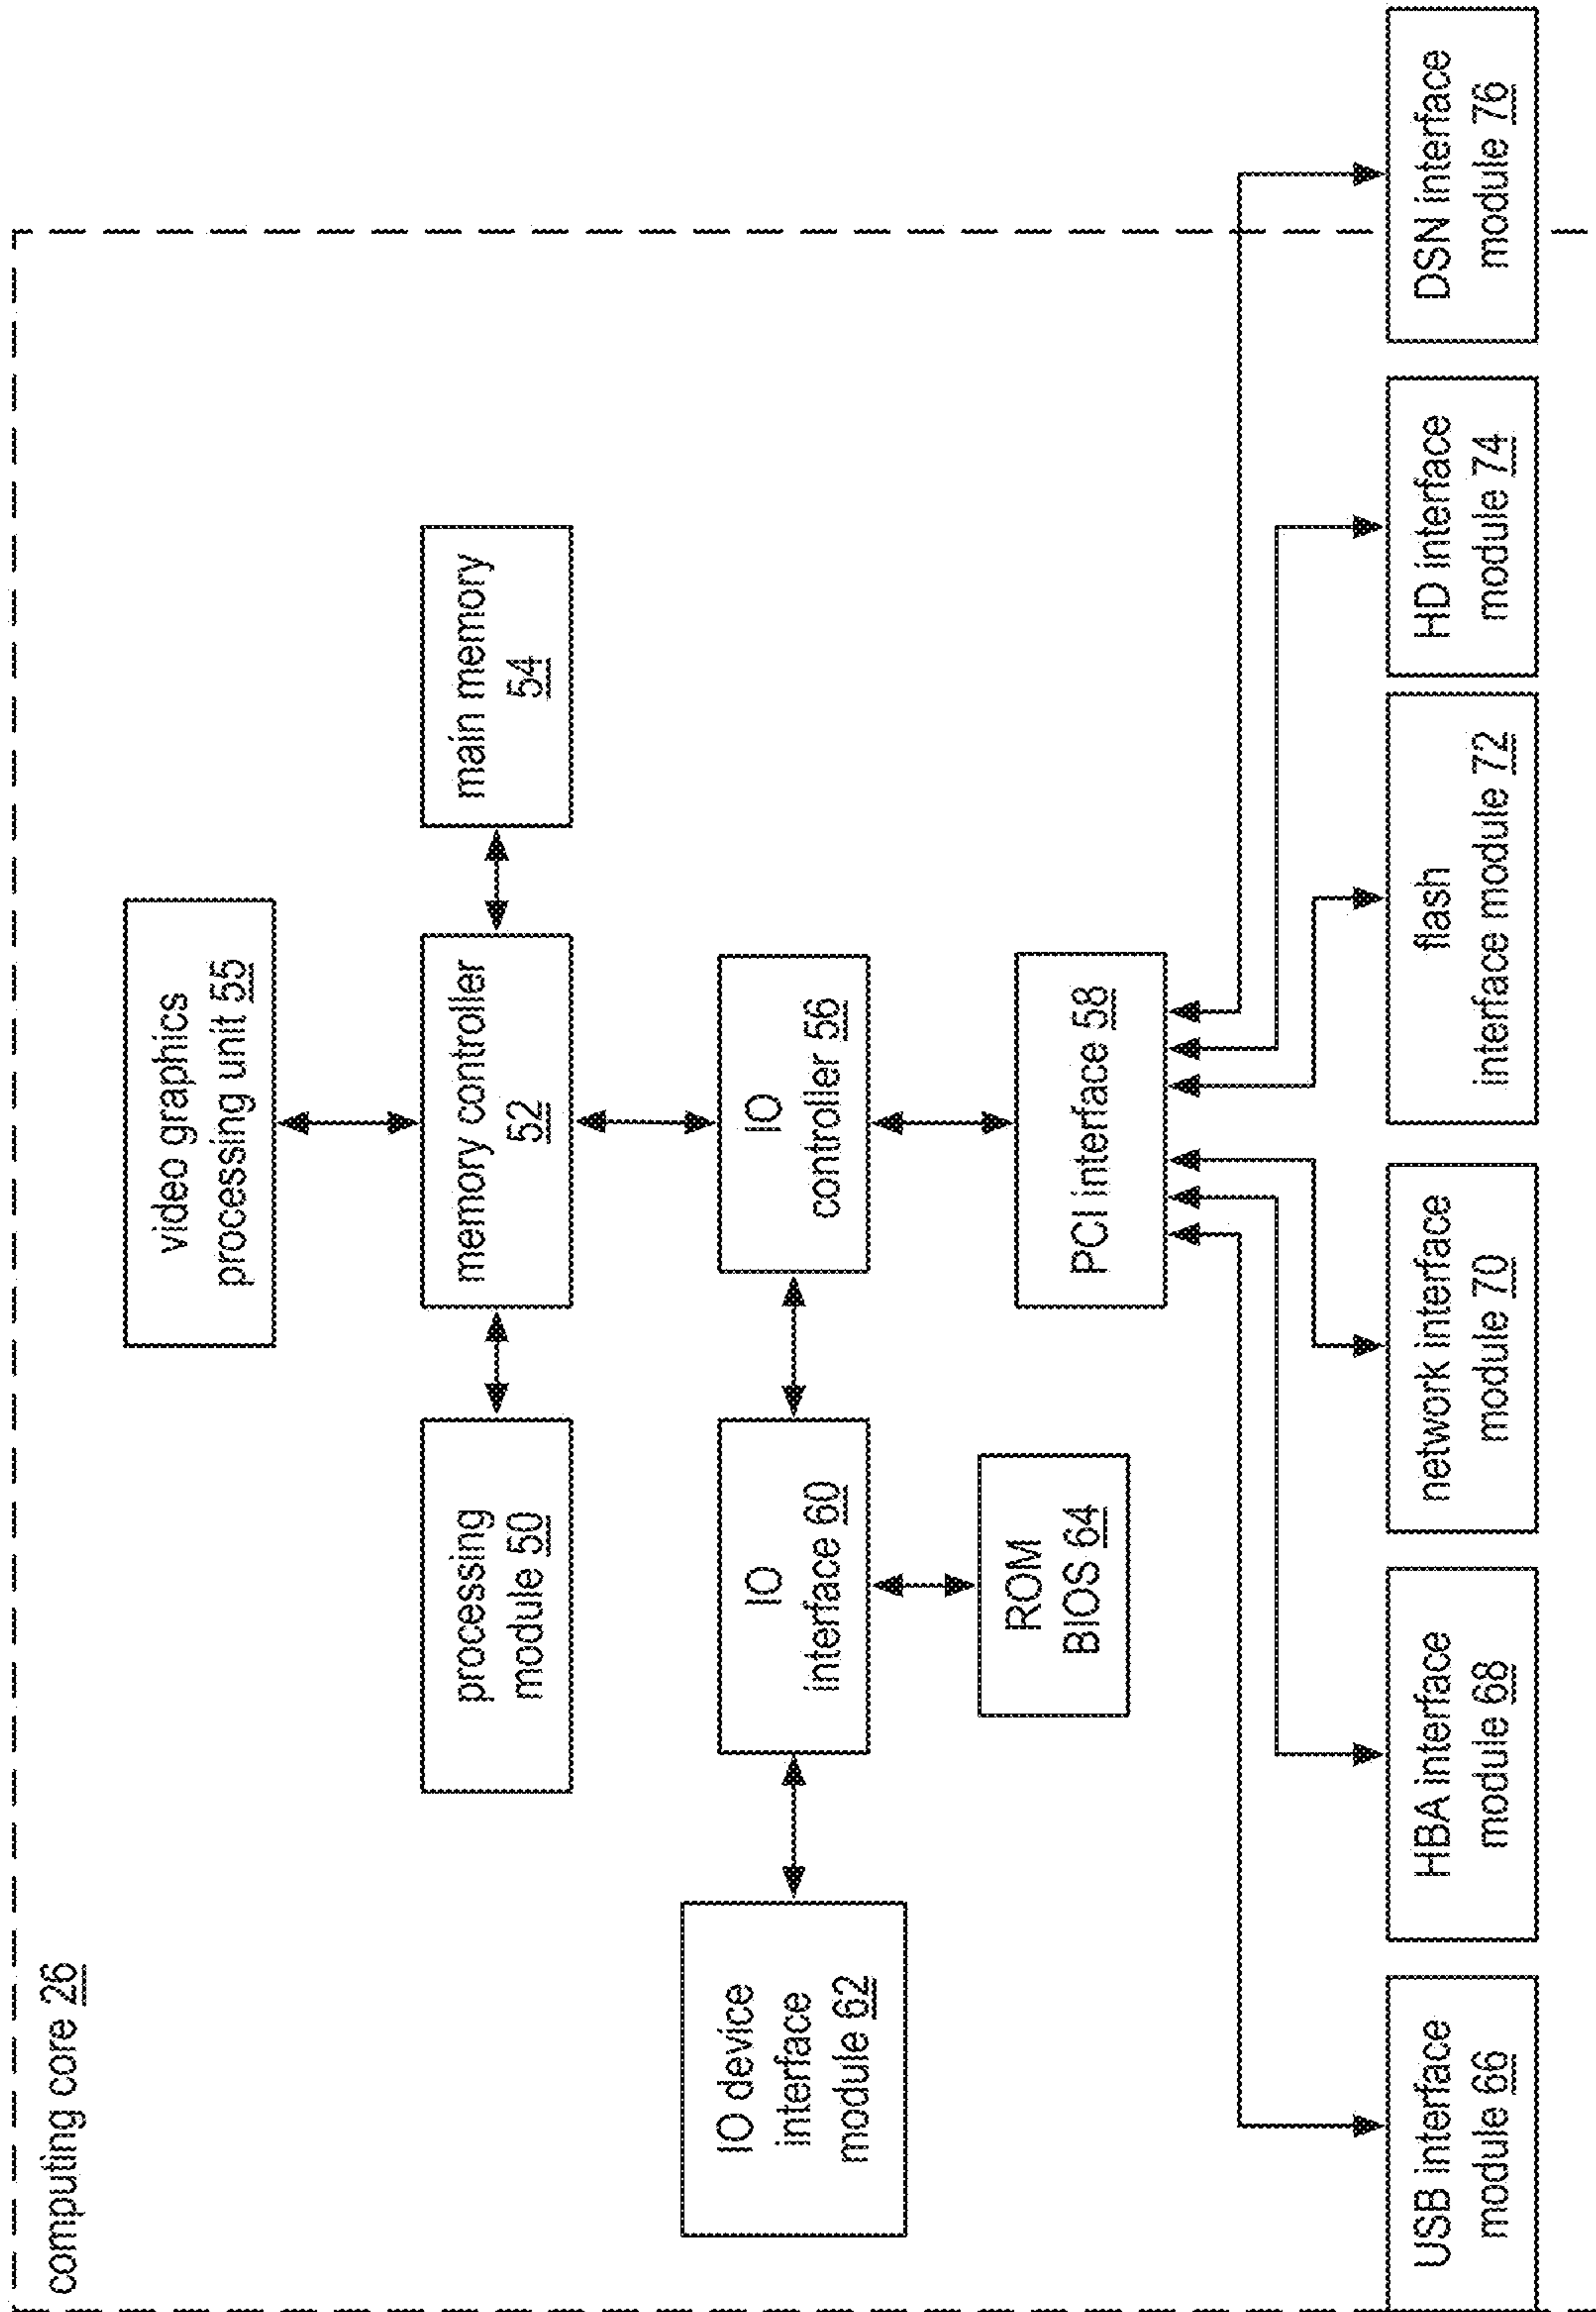 computing core 26
video graphics
processing unit 55
processing
module 50
memory controller
52
main memory
54
IO device
interface
module 62
IO
interface 60
IO
controller 56
ROM
BIOS 64
PCI interface 58
USB interface
module 66
HBA interface
module 68
network interface
module 70
flash
interface module 72
HD interface
module 74
DSN interface
module 76